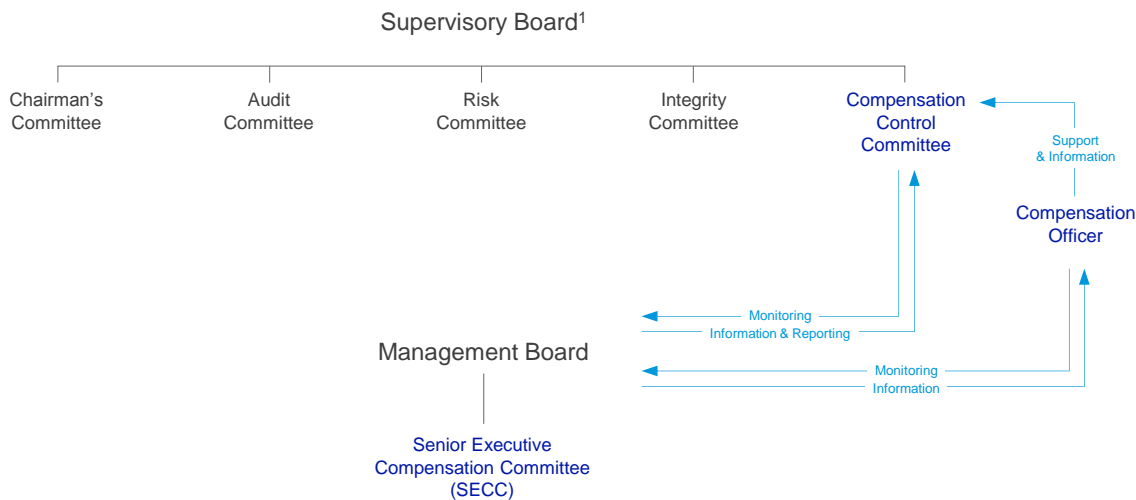 Supervisory Board¹
Chairman's
Committee
Audit
Committee
Risk
Committee
Integrity
Committee
Compensation
Control
Committee
Support
& Information
Compensation
Officer
Monitoring
Information & Reporting
Management Board
Monitoring
Information
Senior Executive
Compensation Committee
(SECC)